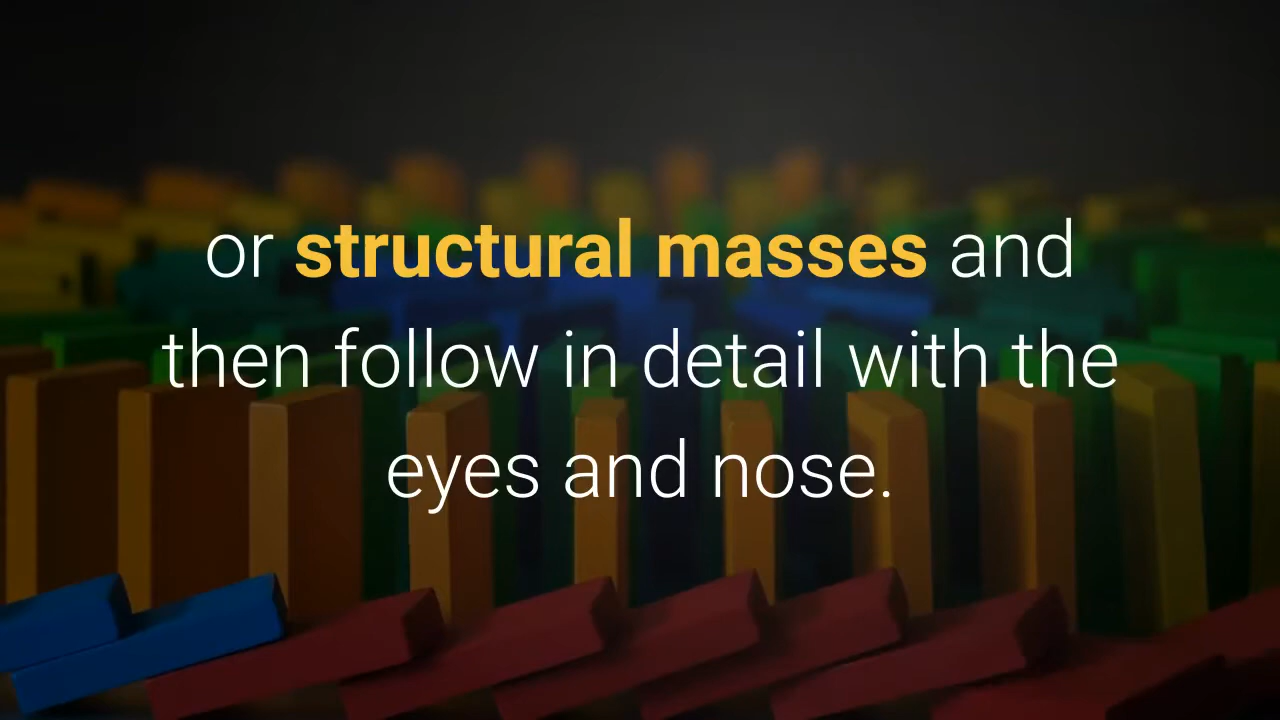 or structural masses and
then follow in detail with the
eyes and nose.